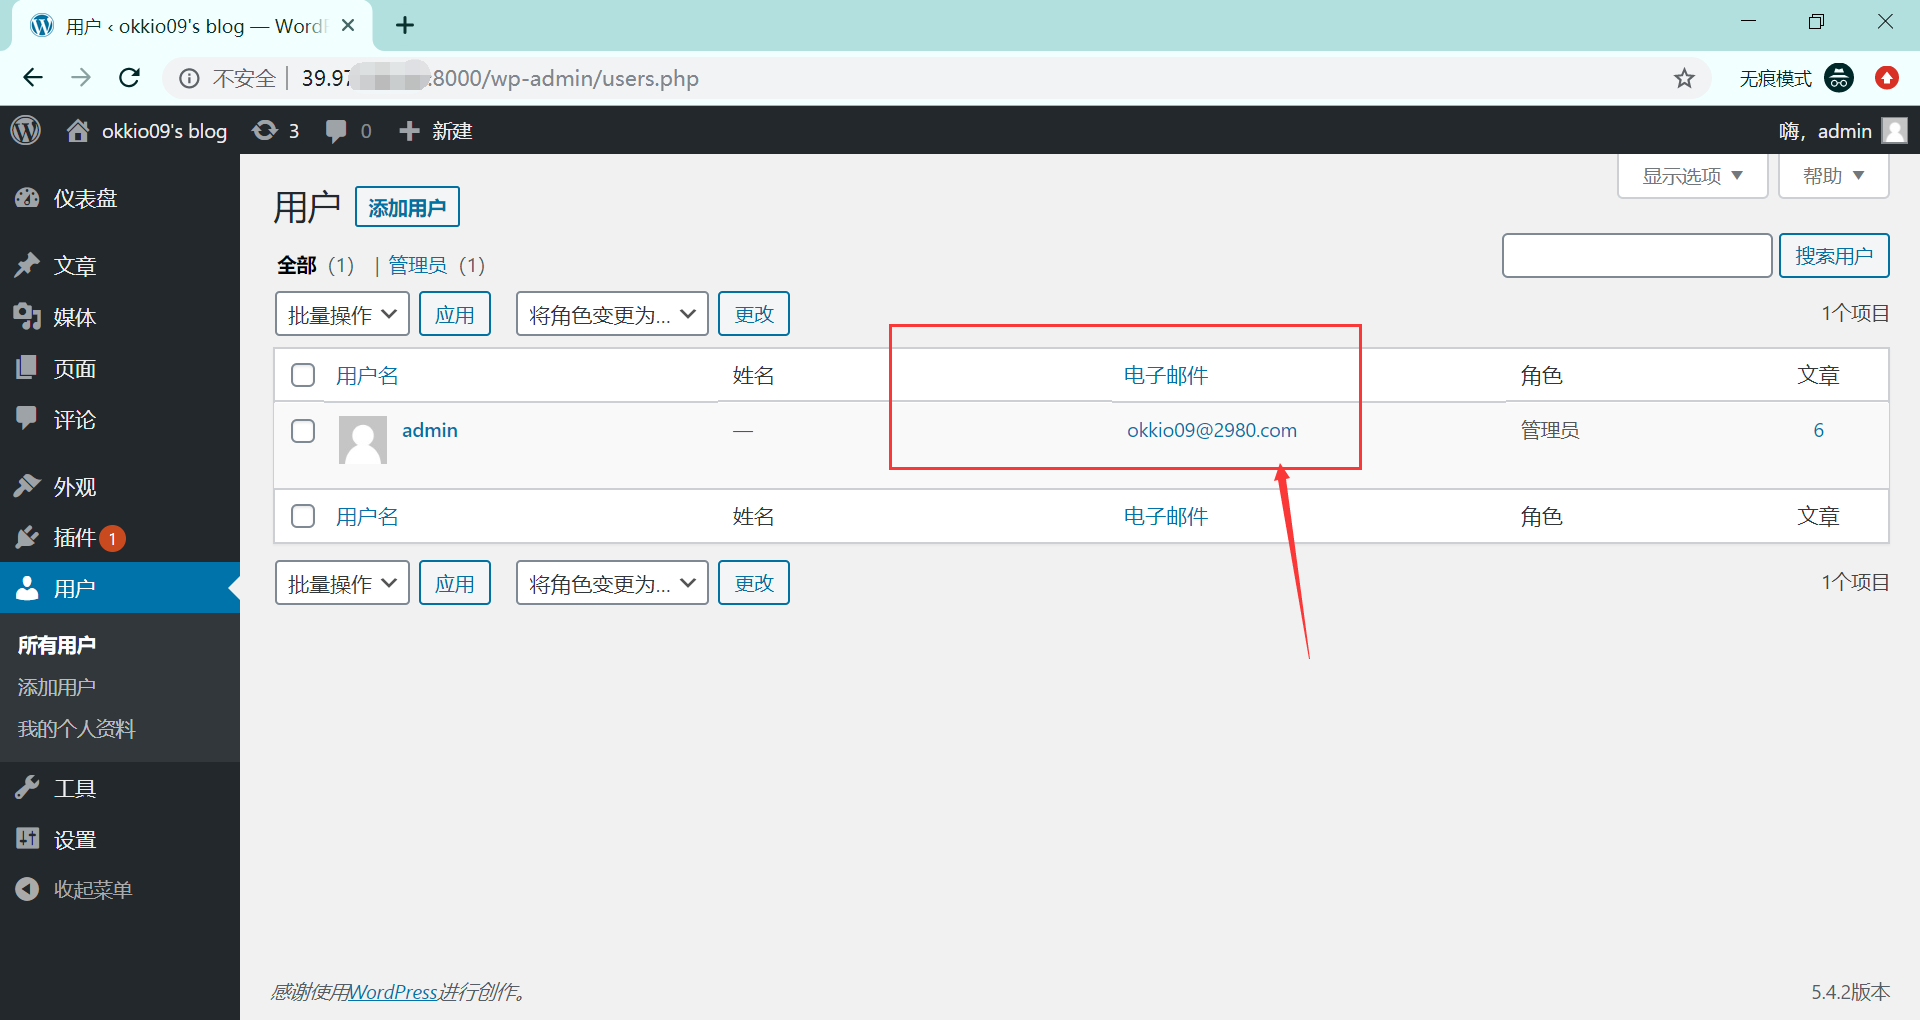 用户 ‹ okkio09's blog — Word
不安全 39.97 :8000/wp-admin/users.php
无痕模式
okkio09's blog 3 0 新建
嗨，admin
仪表盘
文章
媒体
页面
评论
外观
插件 1
用户
所有用户
添加用户
我的个人资料
工具
设置
收起菜单
显示选项 ▼ 帮助 ▼
用户 添加用户
全部 （1） | 管理员 （1）
搜索用户
批量操作 应用 将角色变更为… 更改
1个项目
用户名 姓名 电子邮件 角色 文章
admin — okkio09@2980.com 管理员 6
用户名 姓名 电子邮件 角色 文章
批量操作 应用 将角色变更为… 更改
1个项目
感谢使用WordPress进行创作。
5.4.2版本